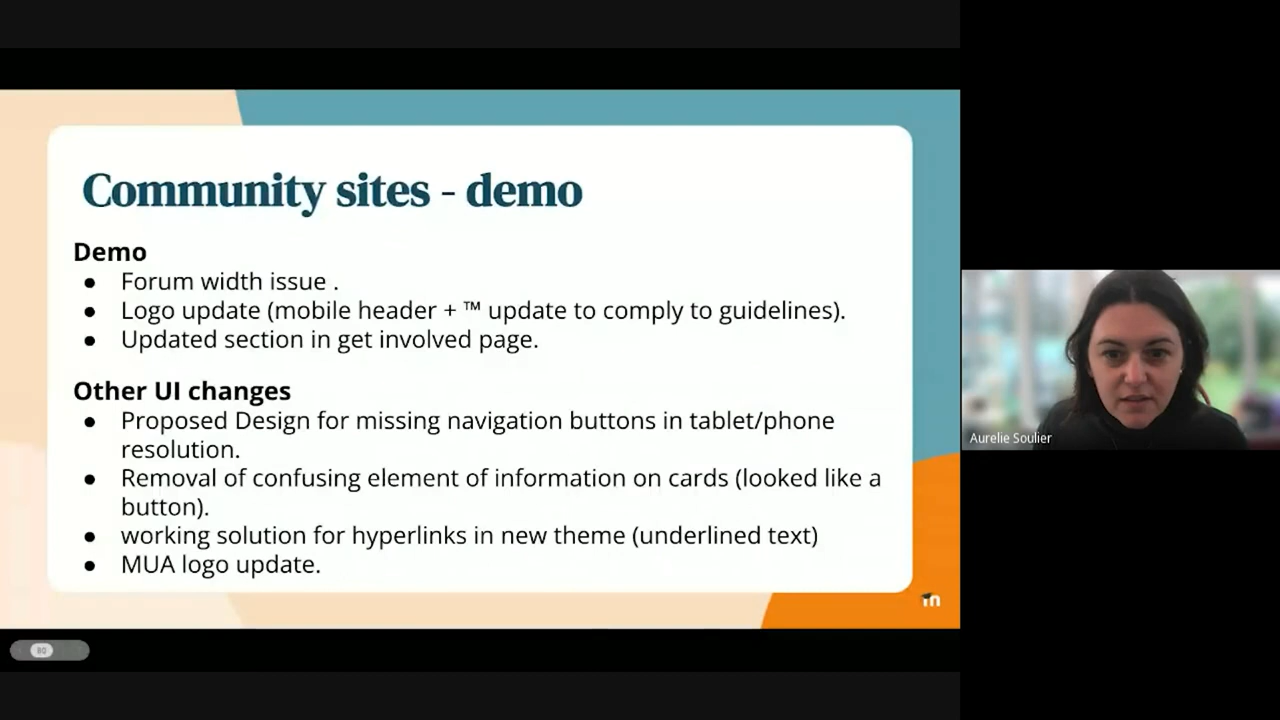 Community sites - demo
Demo
● Forum width issue .
● Logo update (mobile header + ™ update to comply to guidelines).
● Updated section in get involved page.
Other UI changes
● Proposed Design for missing navigation buttons in tablet/phone
resolution.
● Removal of confusing element of information on cards (looked like a
button).
● working solution for hyperlinks in new theme (underlined text)
● MUA logo update.
m
80
Aurelie Soulier